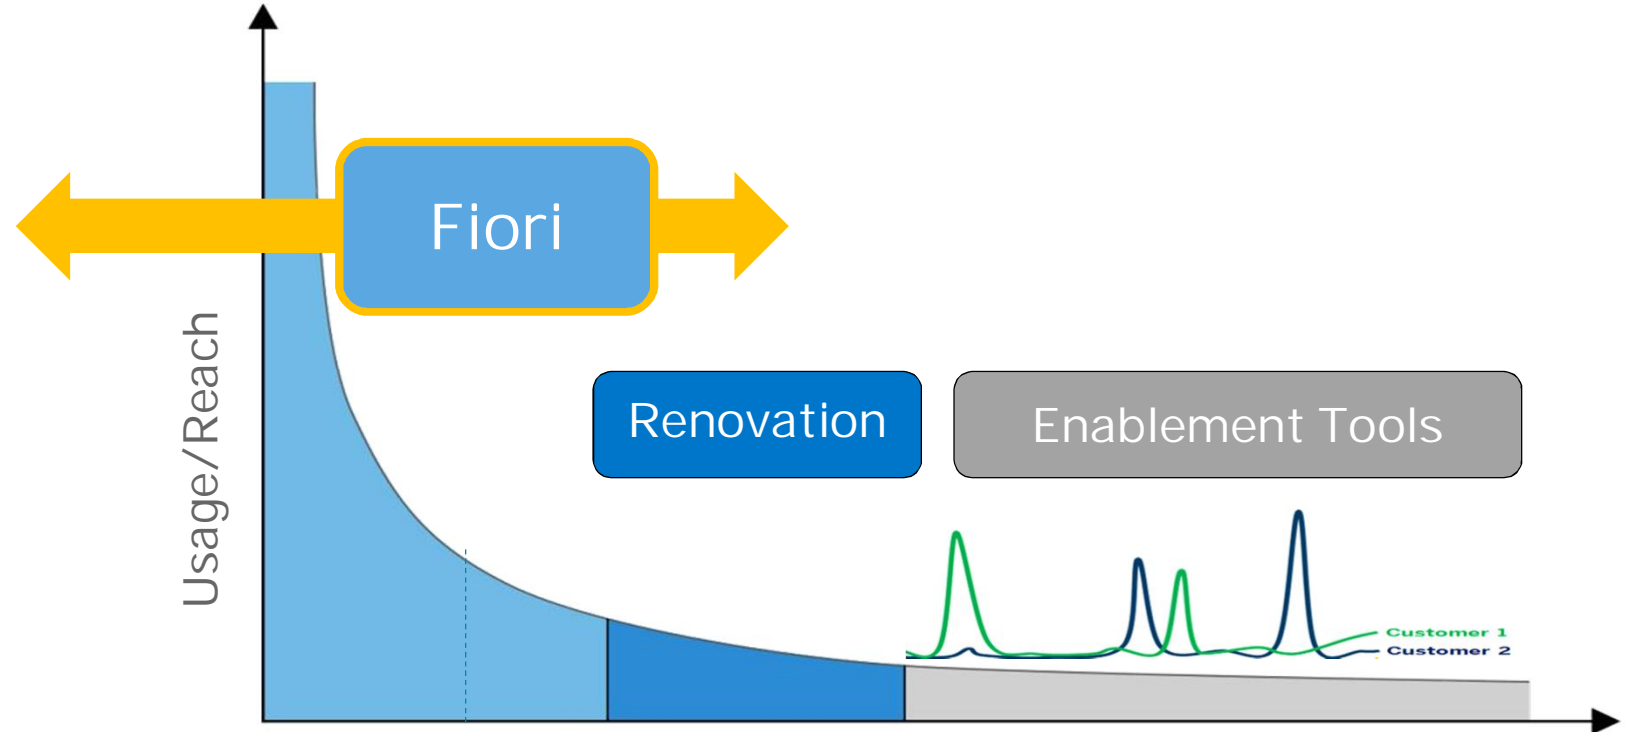 Fiori
Usage/Reach
Renovation
Enablement Tools
Customer 1
Customer 2